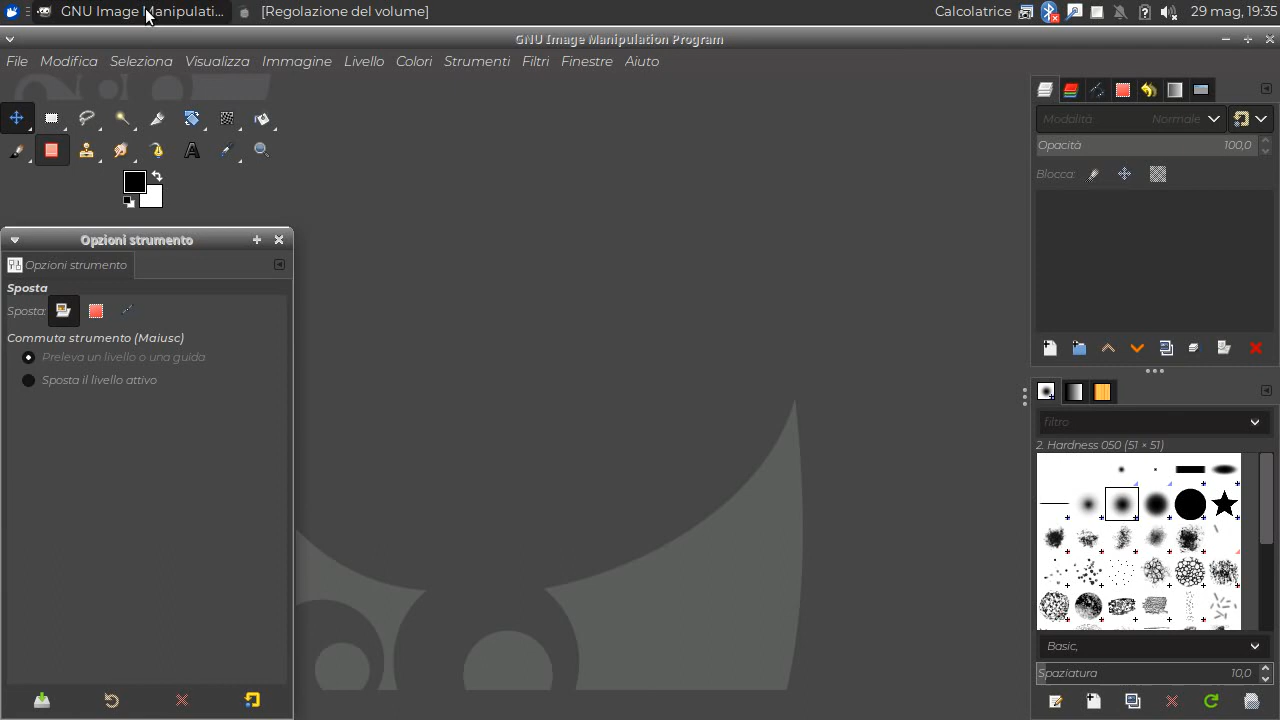 GNU Image Manipulati... [Regolazione del volume] Calcolatrice 29 mag, 19:35
GNU Image Manipulation Program
File Modifica Seleziona Visualizza Immagine Livello Colori Strumenti Filtri Finestre Aiuto
Modalità Normale
Opacità 100,0
Blocca:
Opzioni strumento
Opzioni strumento
Sposta
Sposta:
Commuta strumento (Maiusc)
Preleva un livello o una guida
Sposta il livello attivo
filtro
2. Hardness 050 (51 × 51)
Basic,
Spaziatura 10,0